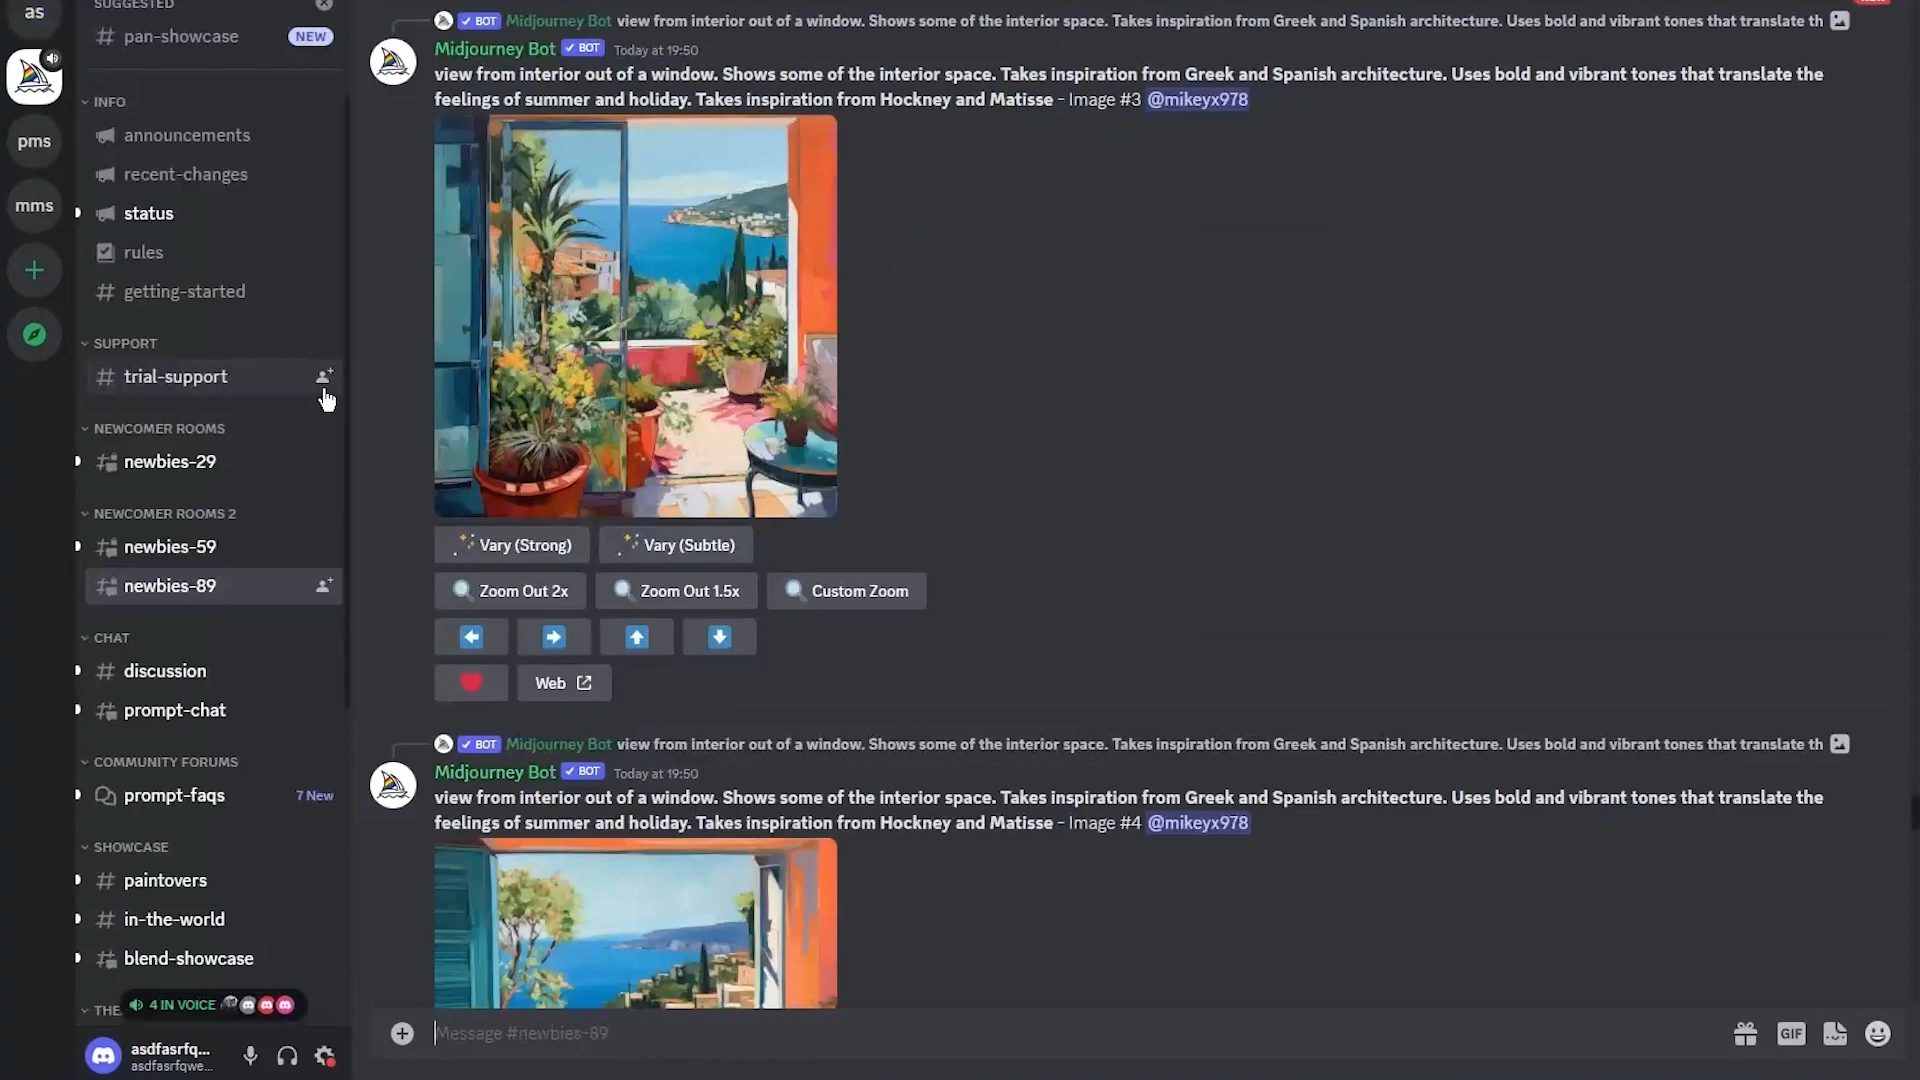 as
pms
mms
SUGGESTED
pan-showcase NEW
INFO
announcements
recent-changes
status
rules
getting-started
SUPPORT
trial-support
NEWCOMER ROOMS
newbies-29
NEWCOMER ROOMS 2
newbies-59
newbies-89
CHAT
discussion
prompt-chat
COMMUNITY FORUMS
prompt-faqs 7 New
SHOWCASE
paintovers
in-the-world
blend-showcase
THE
4 IN VOICE
asdfasrfq...
asdfasrfqwe...
✓ BOT Midjourney Bot view from interior out of a window. Shows some of the interior space. Takes inspiration from Greek and Spanish architecture. Uses bold and vibrant tones that translate th
Midjourney Bot ✓ BOT Today at 19:50
view from interior out of a window. Shows some of the interior space. Takes inspiration from Greek and Spanish architecture. Uses bold and vibrant tones that translate the
feelings of summer and holiday. Takes inspiration from Hockney and Matisse - Image #3 @mikeyx978
Vary (Strong) Vary (Subtle)
Zoom Out 2x Zoom Out 1.5x Custom Zoom
Web
✓ BOT Midjourney Bot view from interior out of a window. Shows some of the interior space. Takes inspiration from Greek and Spanish architecture. Uses bold and vibrant tones that translate th
Midjourney Bot ✓ BOT Today at 19:50
view from interior out of a window. Shows some of the interior space. Takes inspiration from Greek and Spanish architecture. Uses bold and vibrant tones that translate the
feelings of summer and holiday. Takes inspiration from Hockney and Matisse - Image #4 @mikeyx978
Message #newbies-89
GIF